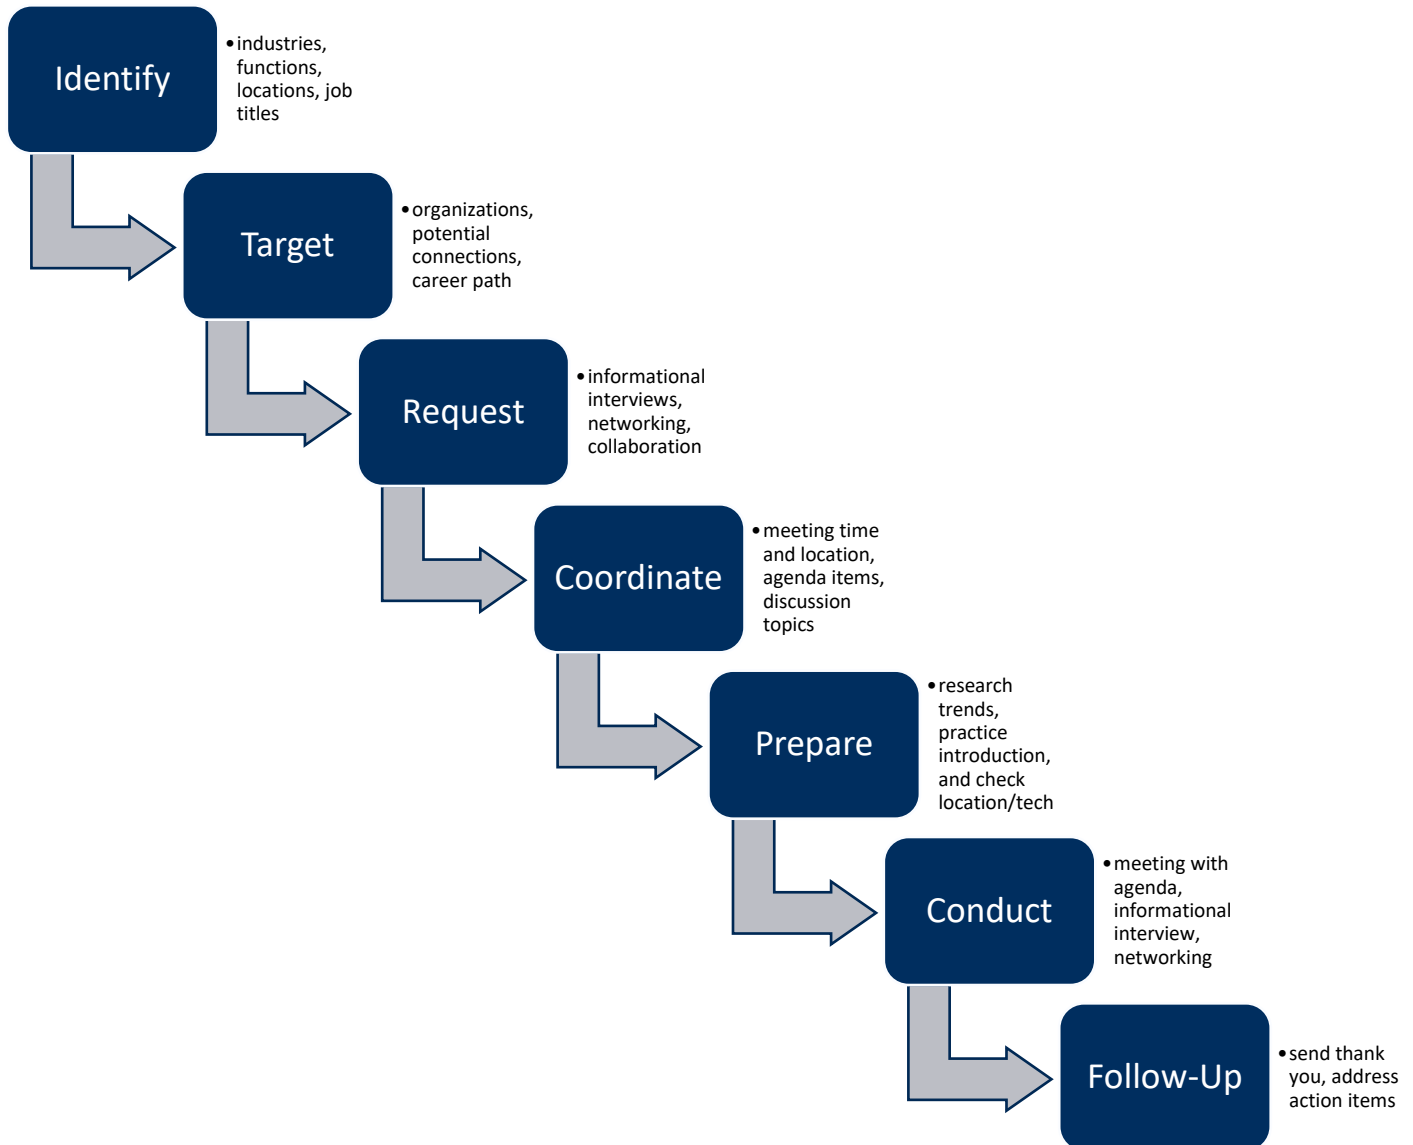 Identify
•industries,
functions,
locations, job
titles
Target
•organizations,
potential
connections,
career path
Request
•informational
interviews,
networking,
collaboration
Coordinate
•meeting time
and location,
agenda items,
discussion
topics
Prepare
•research
trends,
practice
introduction,
and check
location/tech
Conduct
•meeting with
agenda,
informational
interview,
networking
Follow-Up
•send thank
you, address
action items